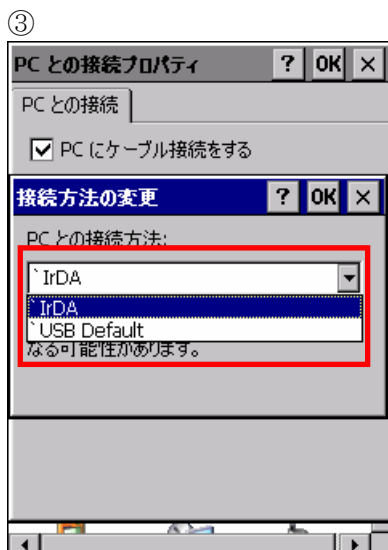 ③
PC との接続プロパティ ? OK ×
PC との接続
PC にケーブル接続をする
接続方法の変更 ? OK ×
PC との接続方法:
`IrDA
`IrDA
`USB Default
なる可能性があります。